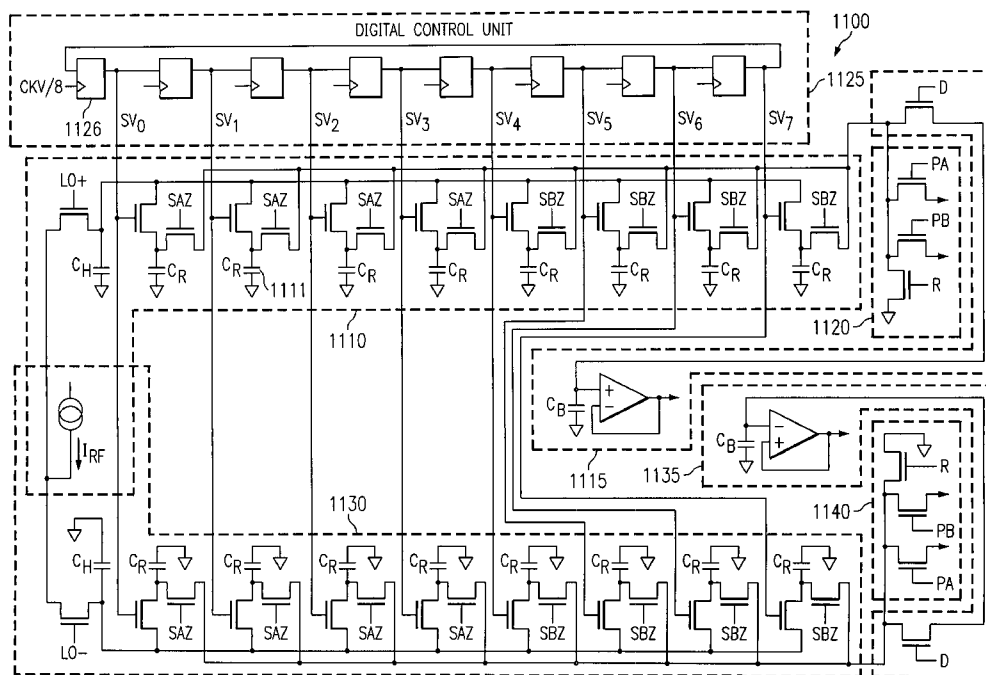 DIGITAL CONTROL UNIT
1100
CKV/8
1126
SV0 SV1 SV2 SV3 SV4 SV5 SV6 SV7
1125
D
LO+
SAZ SAZ SAZ SAZ SBZ SBZ SBZ SBZ
PA
PB
R
CH CR CR CR CR CR CR CR CR
1111
1110
1120
IRF
CB + −
1115
CB − +
1135
R
PB
PA
1140
1130
CH CR CR CR CR CR CR CR CR
SAZ SAZ SAZ SAZ SBZ SBZ SBZ SBZ
LO−
D